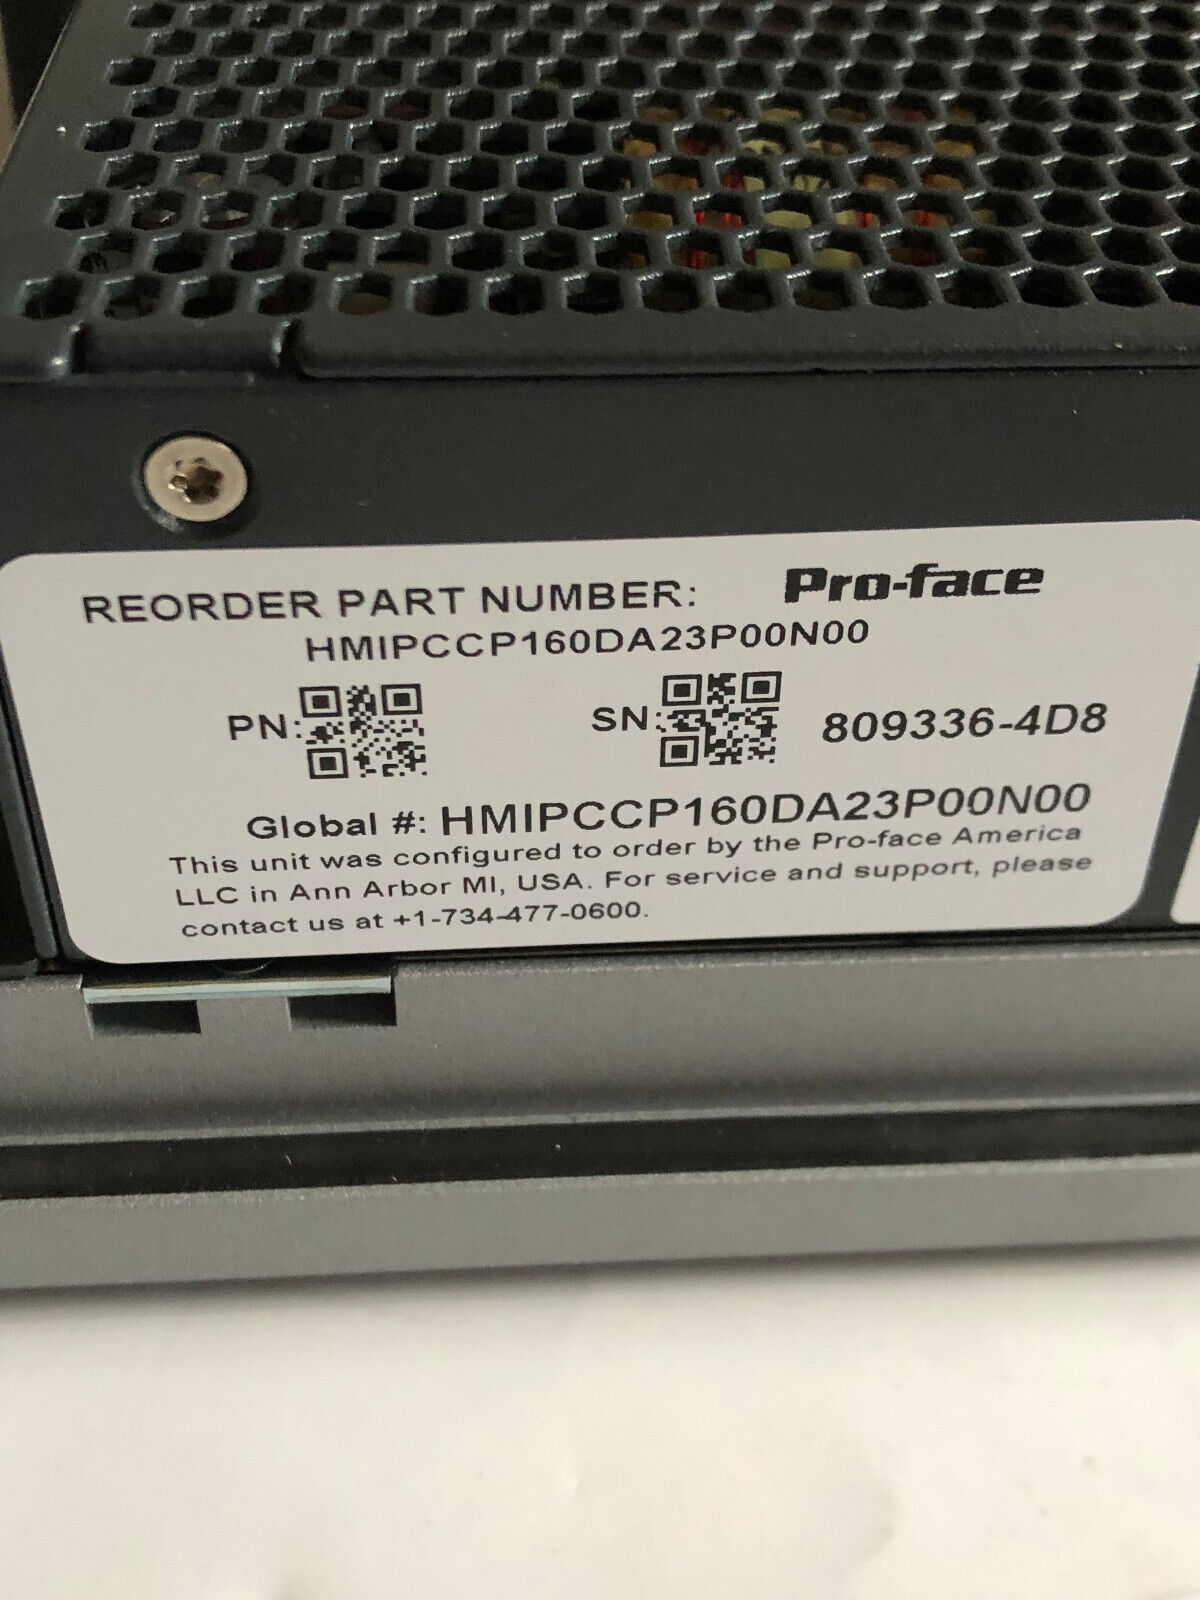 REORDER PART NUMBER: Pro-face
HMIPCCP160DA23P00N00
PN: SN: 809336-4D8
Global #: HMIPCCP160DA23P00N00
This unit was configured to order by the Pro-face America
LLC in Ann Arbor MI, USA. For service and support, please
contact us at +1-734-477-0600.